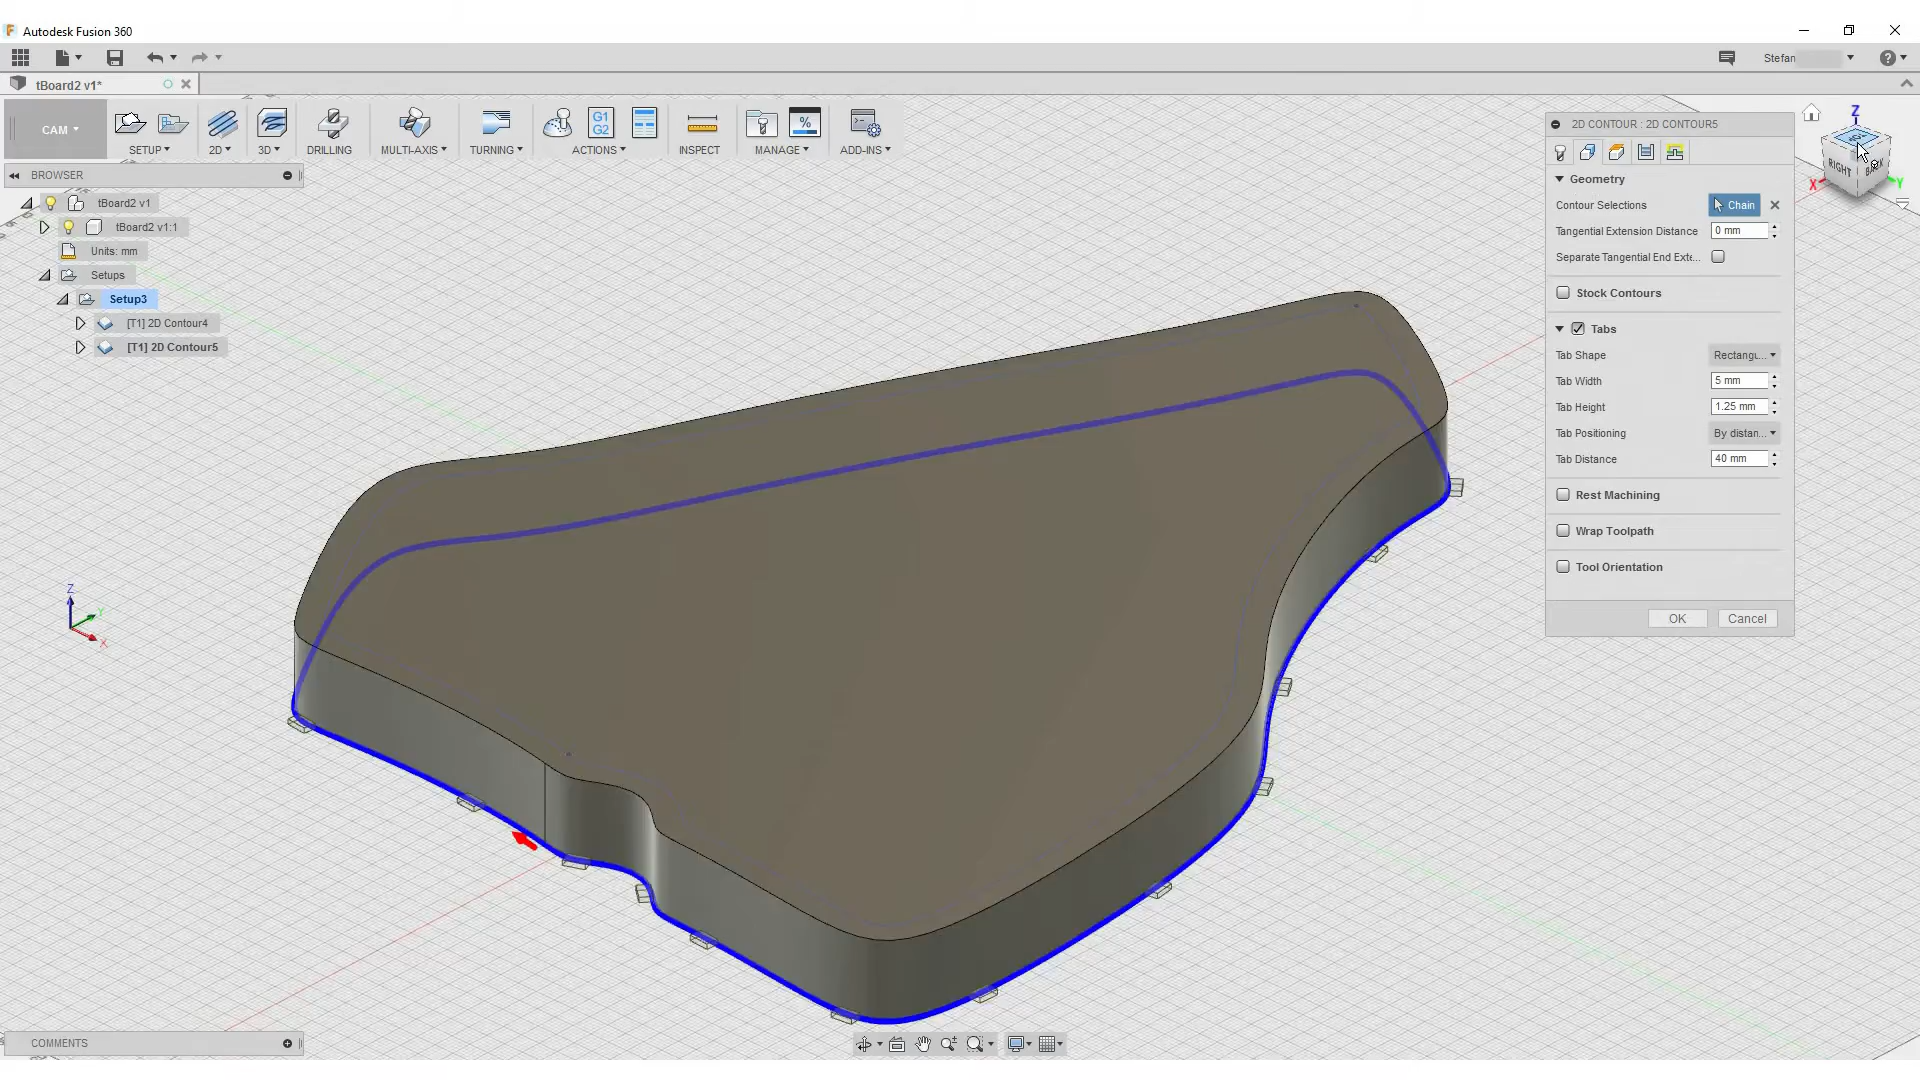 Autodesk Fusion 360
Stefan
tBoard2 v1*
CAM
SETUP
2D
3D
DRILLING
MULTI-AXIS
TURNING
G1
G2
ACTIONS
INSPECT
%
MANAGE
ADD-INS
BROWSER
tBoard2 v1
tBoard2 v1:1
Units: mm
Setups
Setup3
[T1] 2D Contour4
[T1] 2D Contour5
2D CONTOUR : 2D CONTOUR5
Geometry
Contour Selections Chain
Tangential Extension Distance 0 mm
Separate Tangential End Exte...
Stock Contours
Tabs
Tab Shape Rectangu...
Tab Width 5 mm
Tab Height 1.25 mm
Tab Positioning By distan...
Tab Distance 40 mm
Rest Machining
Wrap Toolpath
Tool Orientation
OK Cancel
Z
RIGHT
X
Y
Z
Y
X
COMMENTS